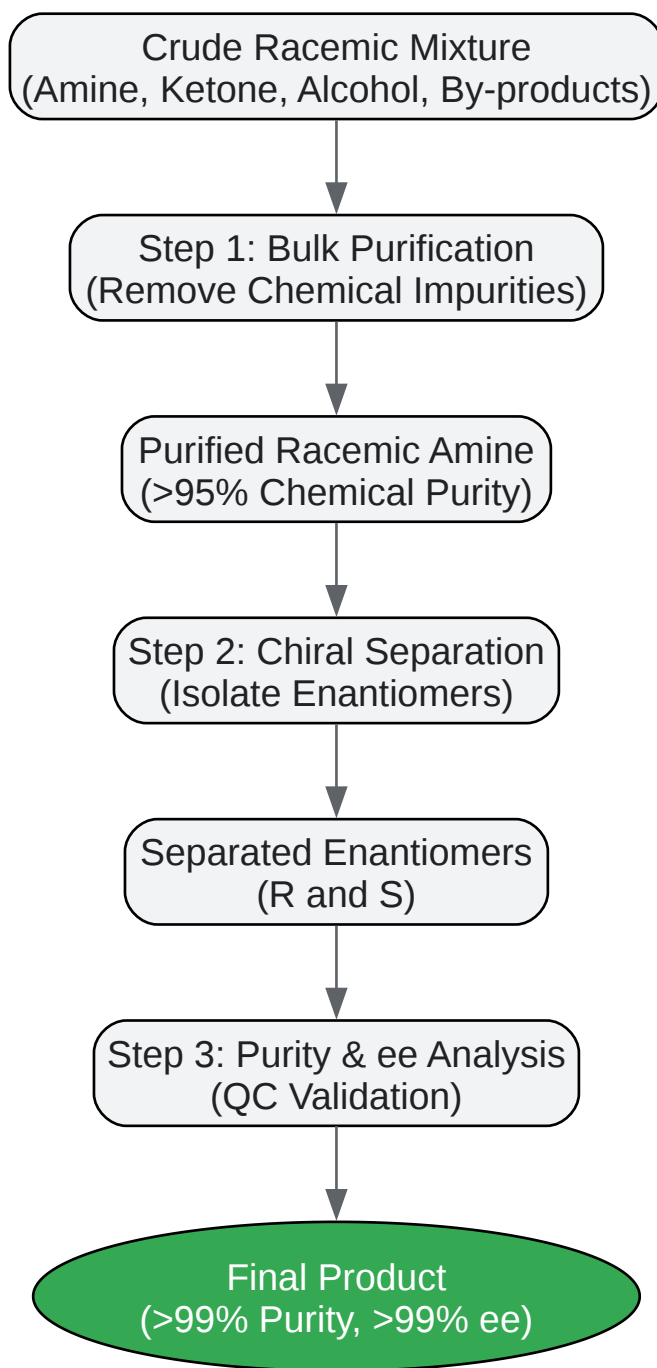 Crude Racemic Mixture
(Amine, Ketone, Alcohol, By-products)
Step 1: Bulk Purification
(Remove Chemical Impurities)
Purified Racemic Amine
(>95% Chemical Purity)
Step 2: Chiral Separation
(Isolate Enantiomers)
Separated Enantiomers
(R and S)
Step 3: Purity & ee Analysis
(QC Validation)
Final Product
(>99% Purity, >99% ee)